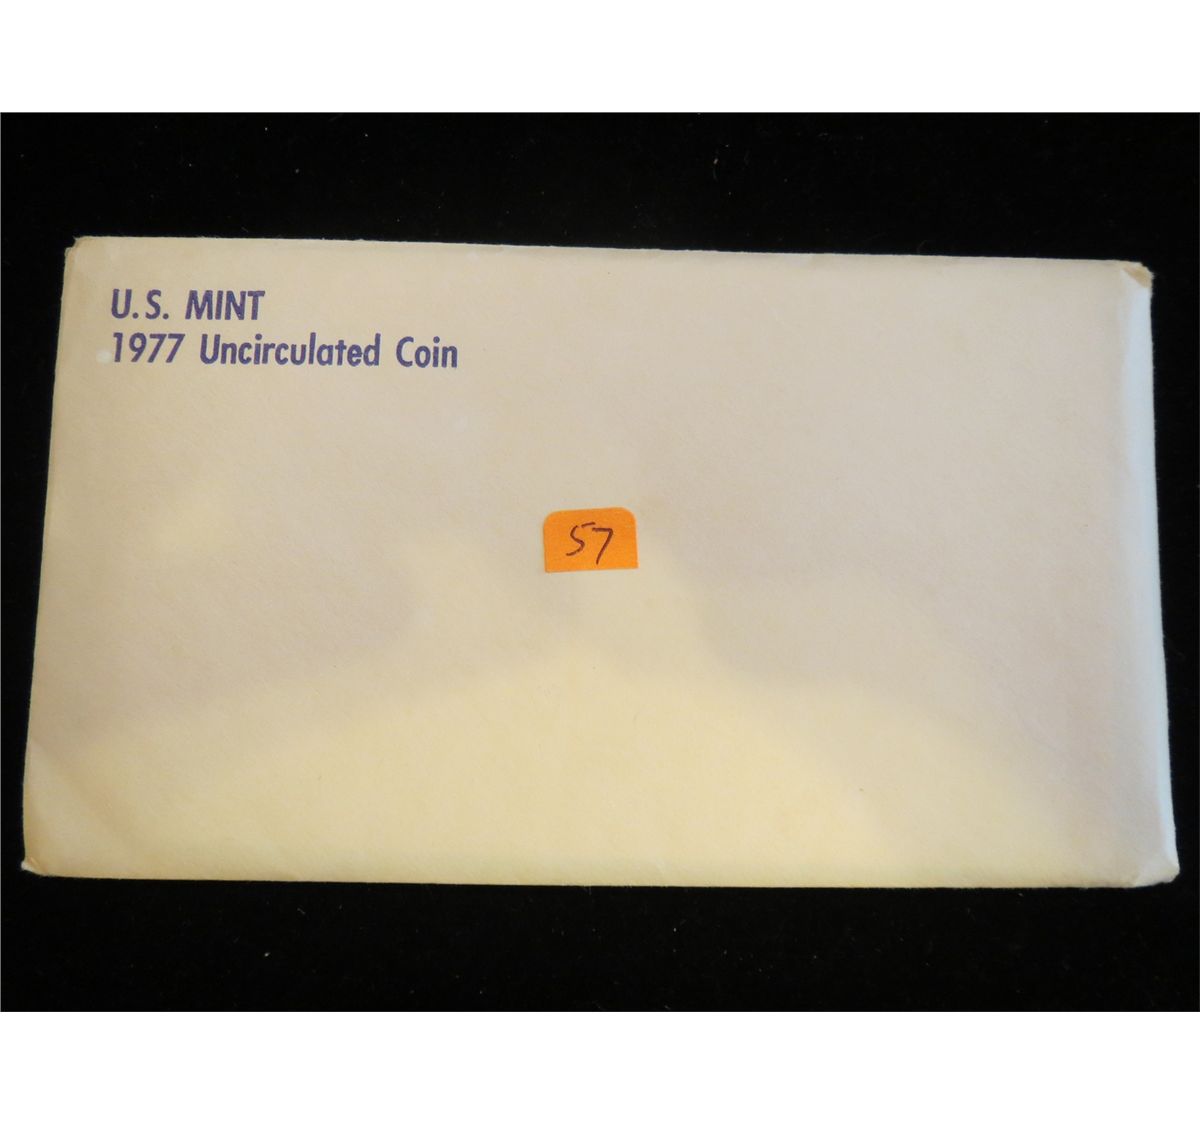 U.S. MINT
1977 Uncirculated Coin
57